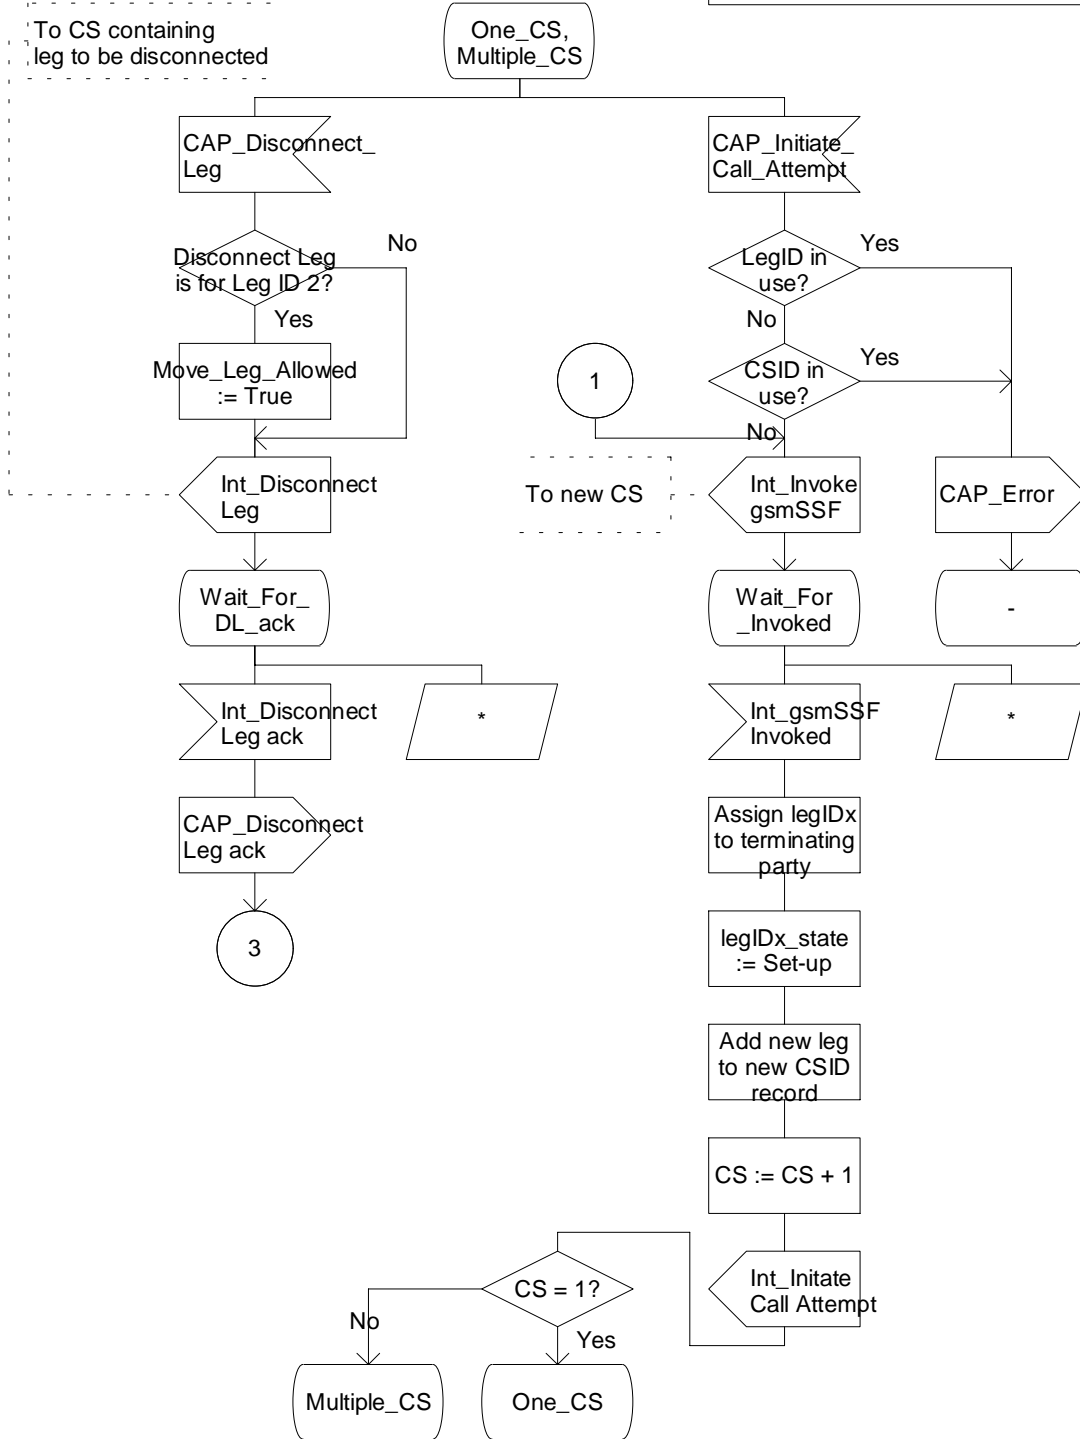 To CS containing
leg to be disconnected
One_CS,
Multiple_CS
CAP_Disconnect_
Leg
CAP_Initiate_
Call_Attempt
Disconnect Leg
is for Leg ID 2?
No
Yes
LegID in
use?
Yes
No
Move_Leg_Allowed
:= True
1
CSID in
use?
Yes
No
Int_Disconnect
Leg
To new CS
Int_Invoke
gsmSSF
CAP_Error
Wait_For_
DL_ack
Wait_For
_Invoked
-
Int_Disconnect
Leg ack
*
Int_gsmSSF
Invoked
*
CAP_Disconnect
Leg ack
Assign legIDx
to terminating
party
3
legIDx_state
:= Set-up
Add new leg
to new CSID
record
CS := CS + 1
Int_Initate
Call Attempt
CS = 1?
No
Yes
Multiple_CS
One_CS